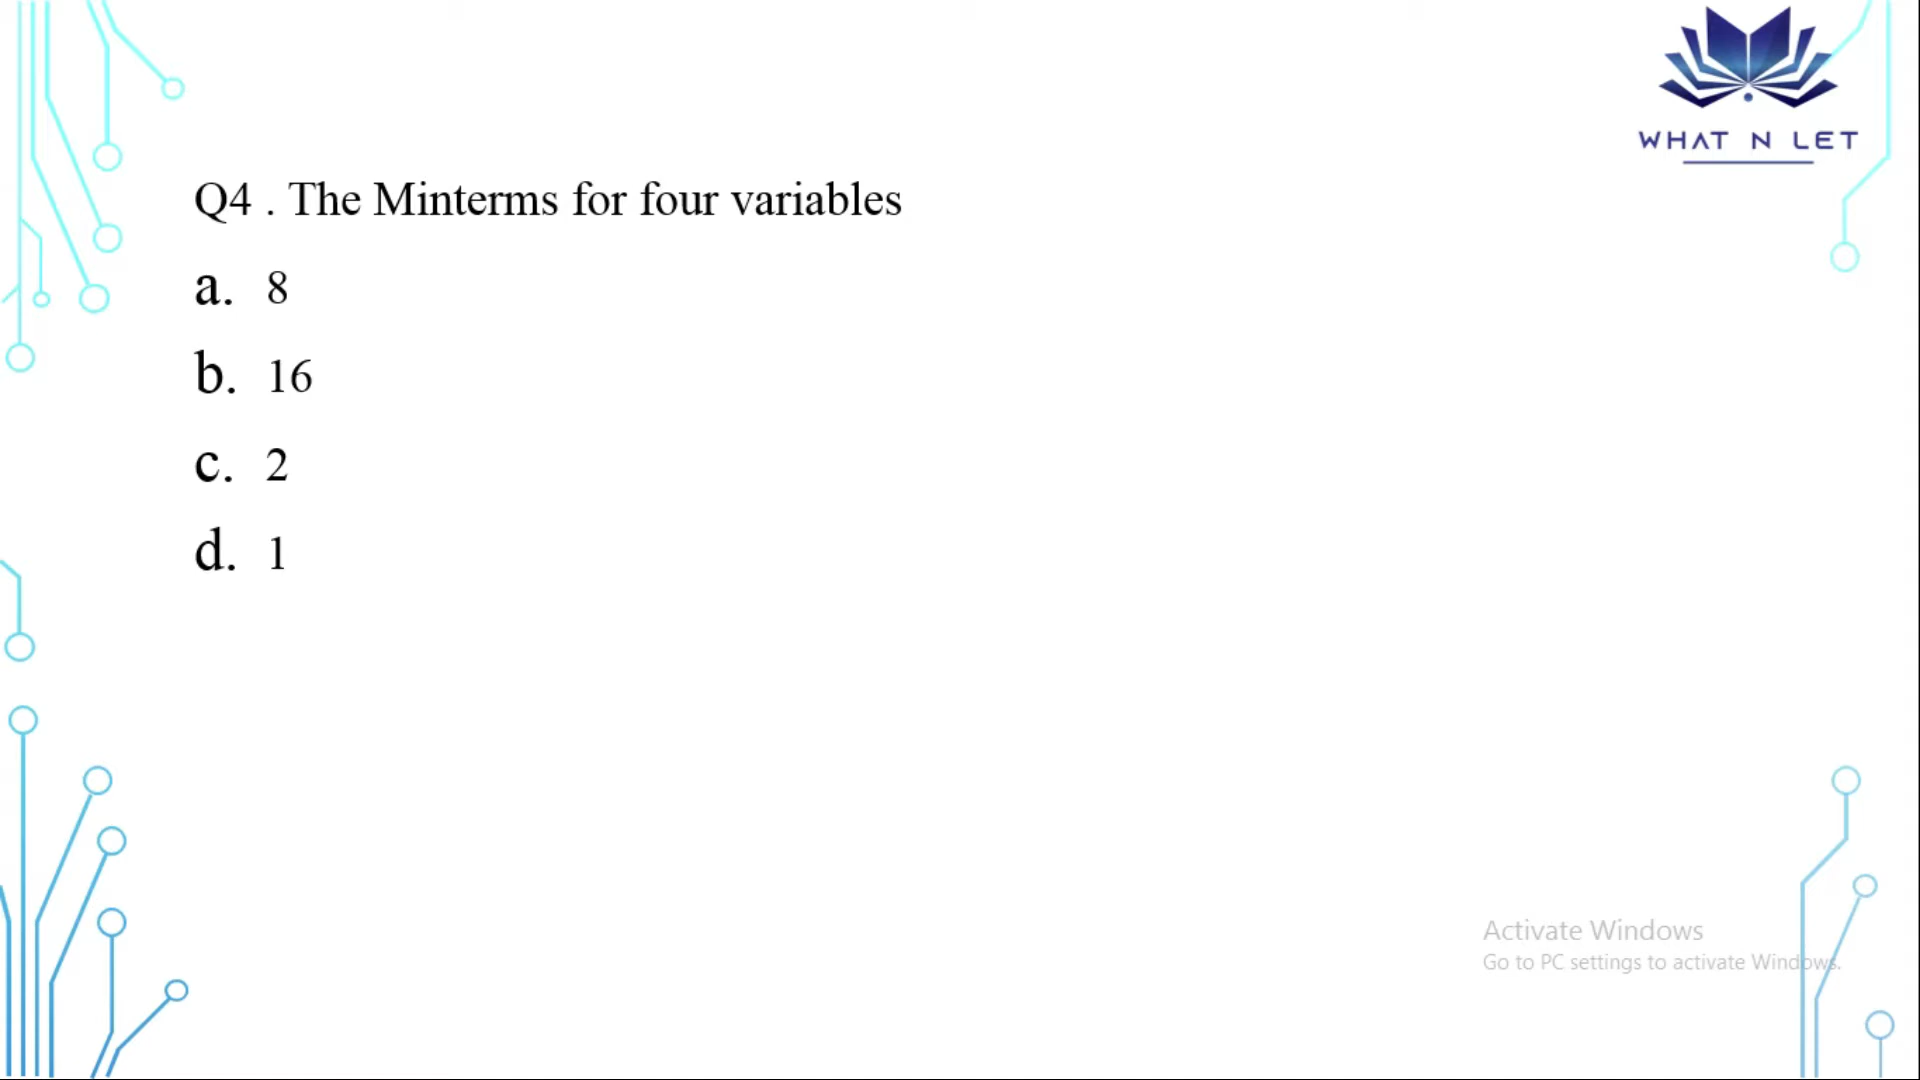 WHAT N LET
Q4 . The Minterms for four variables
a. 8
b. 16
c. 2
d. 1
Activate Windows
Go to PC settings to activate Windows.